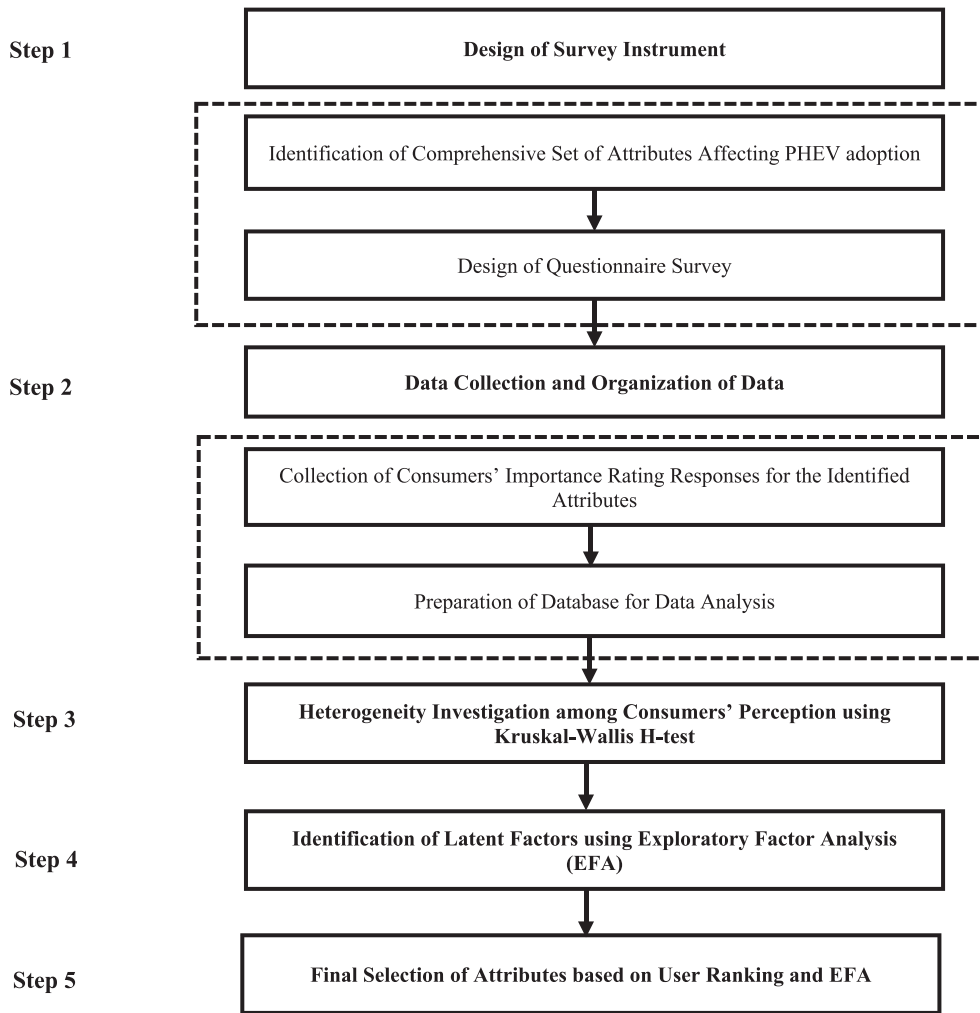 Step 1
Design of Survey Instrument
Identification of Comprehensive Set of Attributes Affecting PHEV adoption
Design of Questionnaire Survey
Step 2
Data Collection and Organization of Data
Collection of Consumers’ Importance Rating Responses for the Identified
Attributes
Preparation of Database for Data Analysis
Step 3
Heterogeneity Investigation among Consumers’ Perception using
Kruskal-Wallis H-test
Step 4
Identification of Latent Factors using Exploratory Factor Analysis
(EFA)
Step 5
Final Selection of Attributes based on User Ranking and EFA